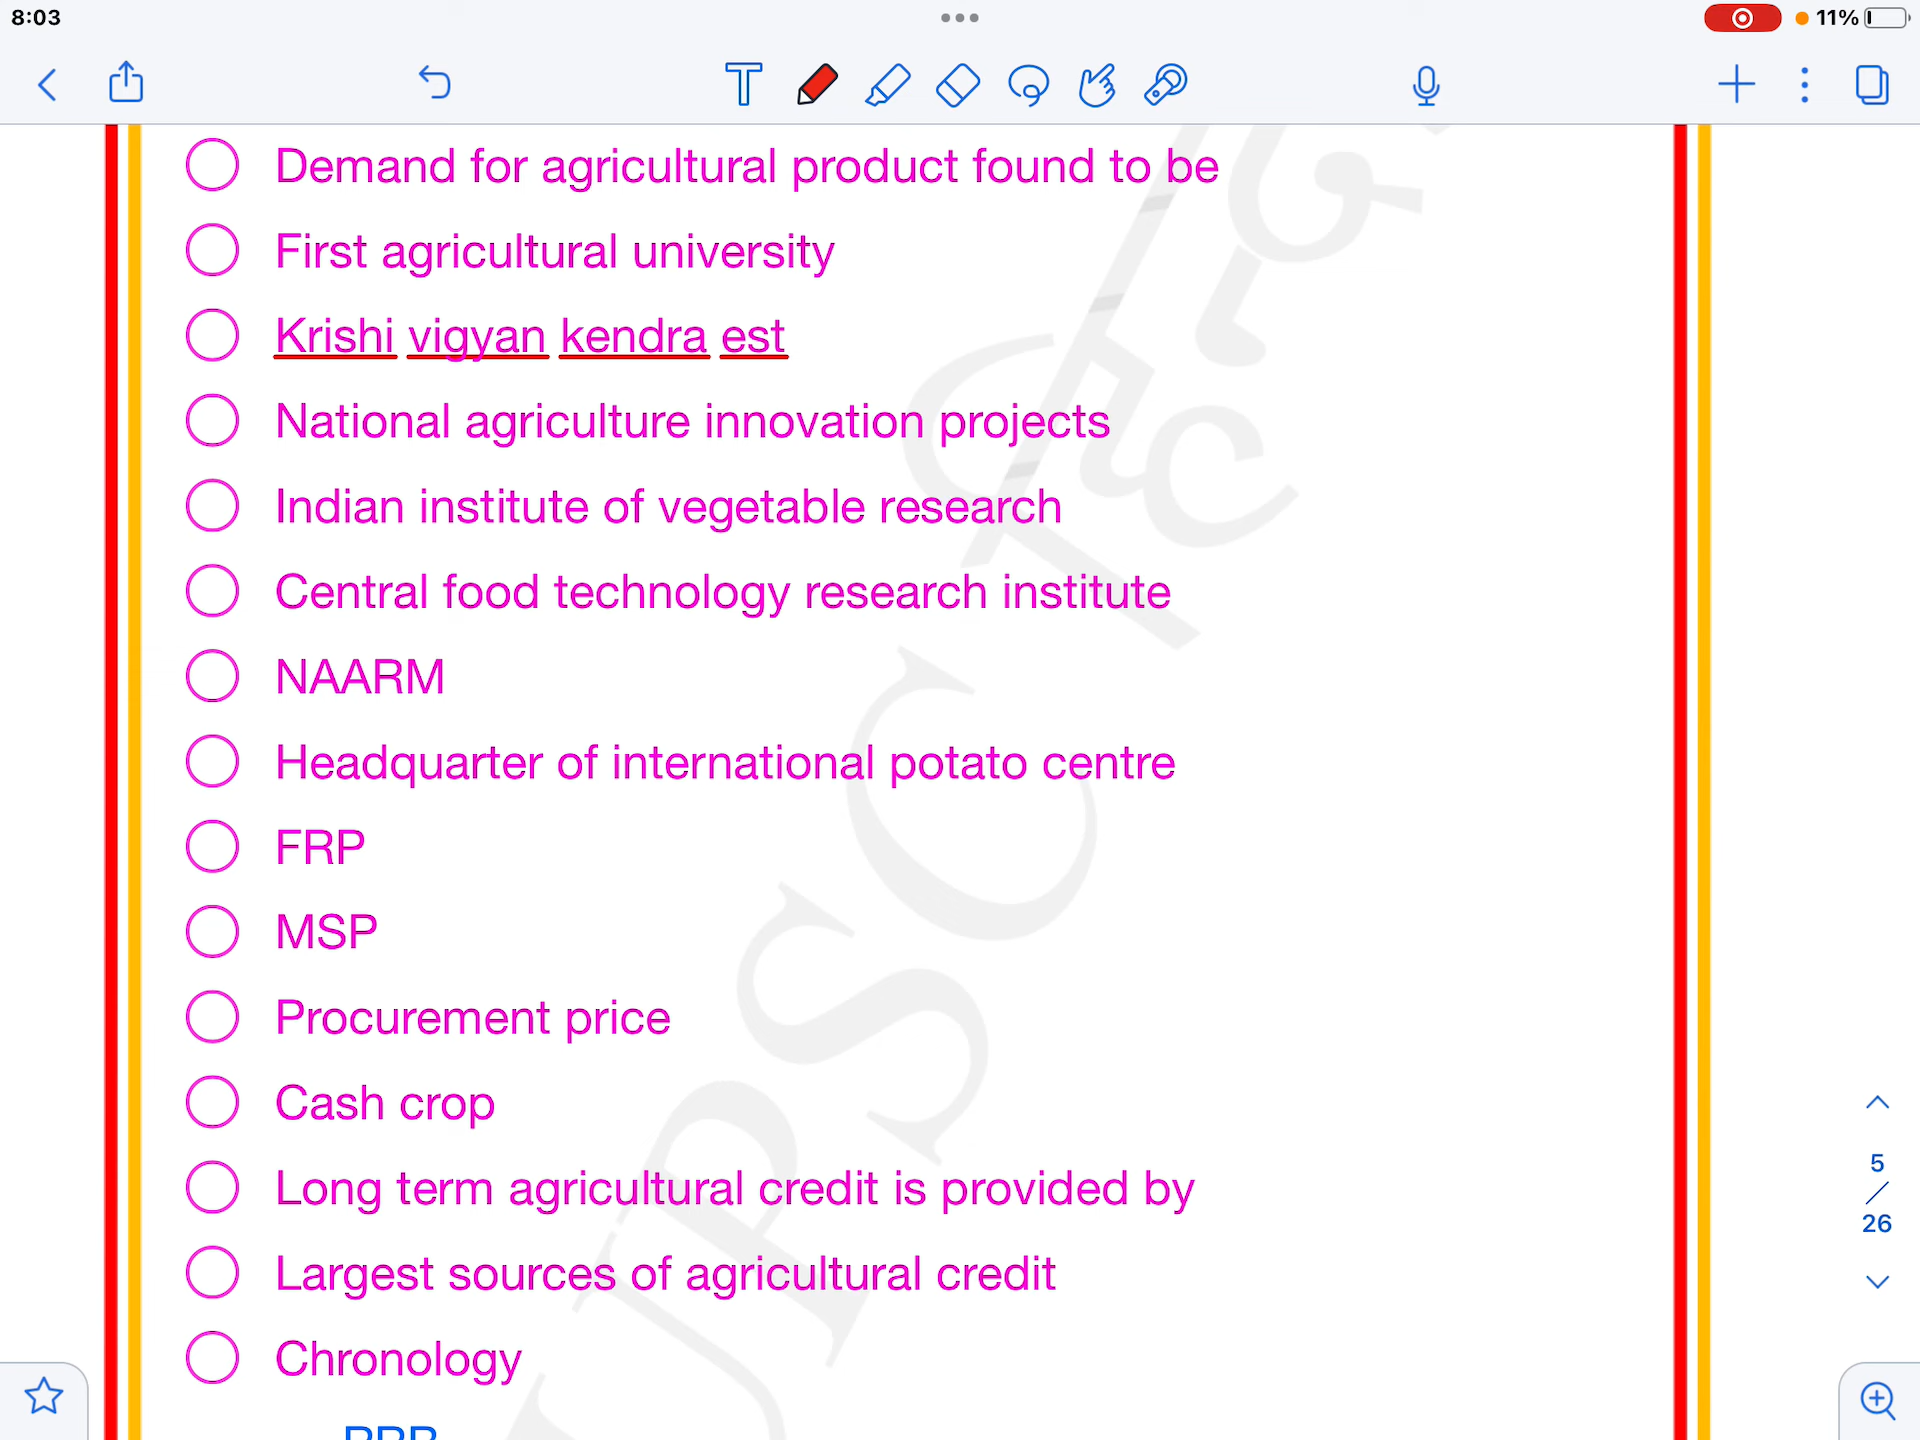 8:03
11%
Demand for agricultural product found to be
First agricultural university
Krishi vigyan kendra est
National agriculture innovation projects
Indian institute of vegetable research
Central food technology research institute
NAARM
Headquarter of international potato centre
FRP
MSP
Procurement price
Cash crop
Long term agricultural credit is provided by
Largest sources of agricultural credit
Chronology
5
/
26
UPSC